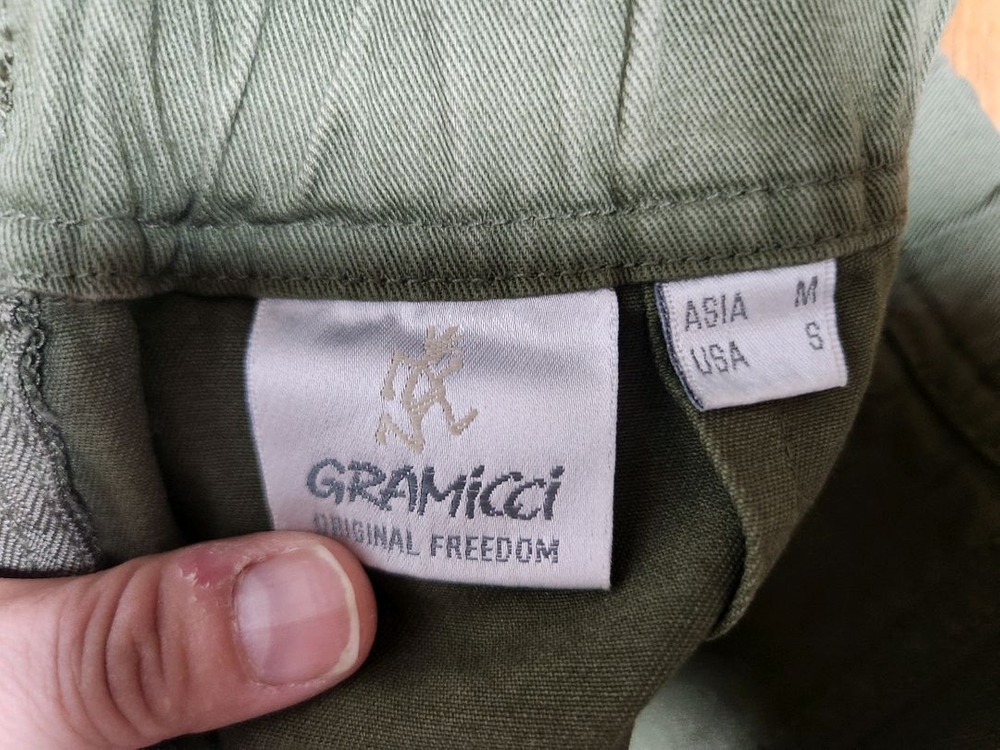 GRAMiCCi
ORIGINAL FREEDOM
ASIA M
USA S